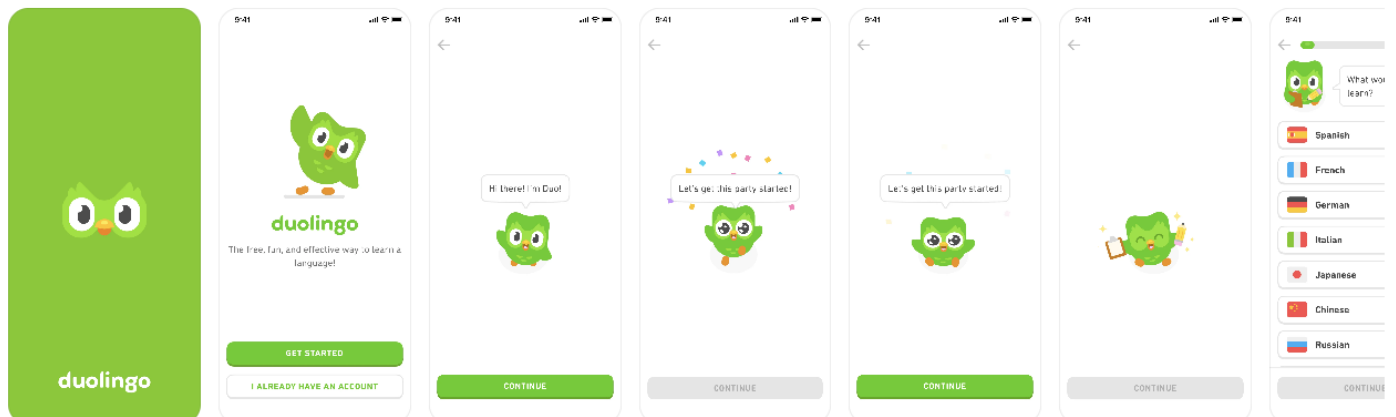 duolingo
9:41
duolingo
The free, fun, and effective way to learn a
language!
GET STARTED
I ALREADY HAVE AN ACCOUNT
9:41
Hi there! I'm Duo!
CONTINUE
9:41
Let's get this party started!
CONTINUE
9:41
Let's get this party started!
CONTINUE
9:41
CONTINUE
9:41
What
learn?
Spanish
French
German
Italian
Japanese
Chinese
Russian